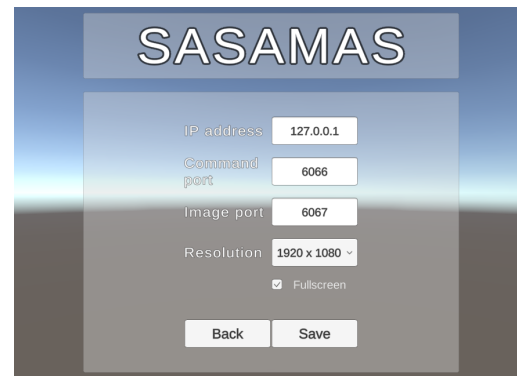 SASAMAS
IP address 127.0.0.1
Command
port 6066
Image port 6067
Resolution 1920 x 1080
Fullscreen
Back Save